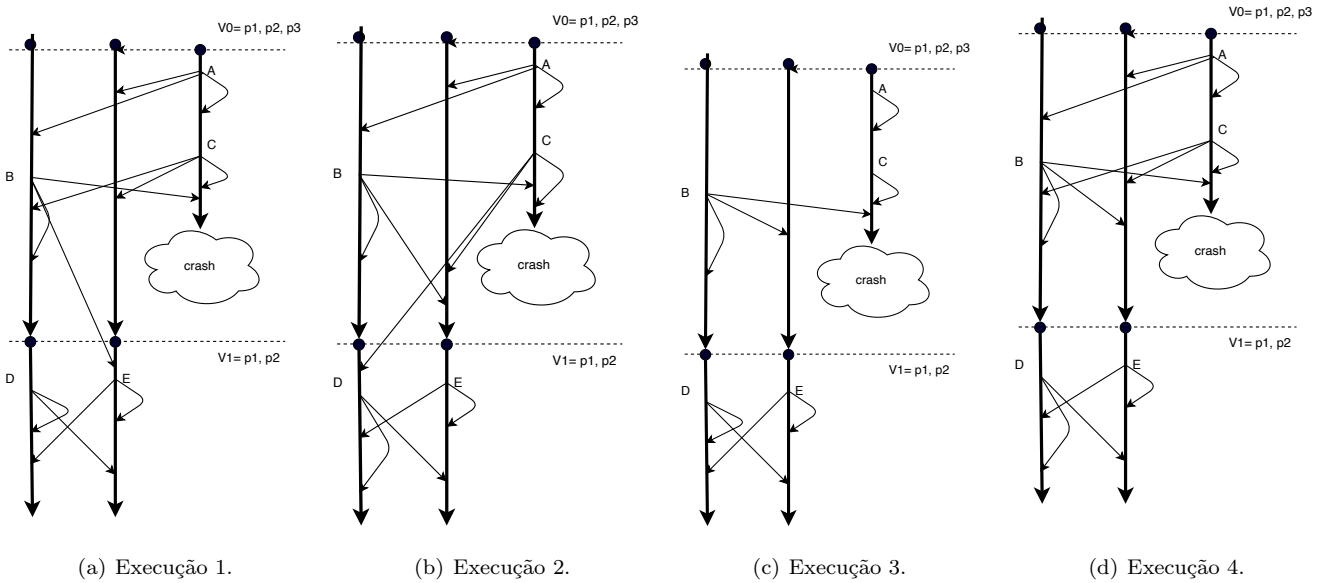 V0= p1, p2, p3
A
C
B
crash
V1= p1, p2
D
E
(a) Execução 1.
V0= p1, p2, p3
A
C
B
crash
V1= p1, p2
D
E
(b) Execução 2.
V0= p1, p2, p3
A
C
B
crash
V1= p1, p2
D
E
(c) Execução 3.
V0= p1, p2, p3
A
C
B
crash
V1= p1, p2
D
E
(d) Execução 4.